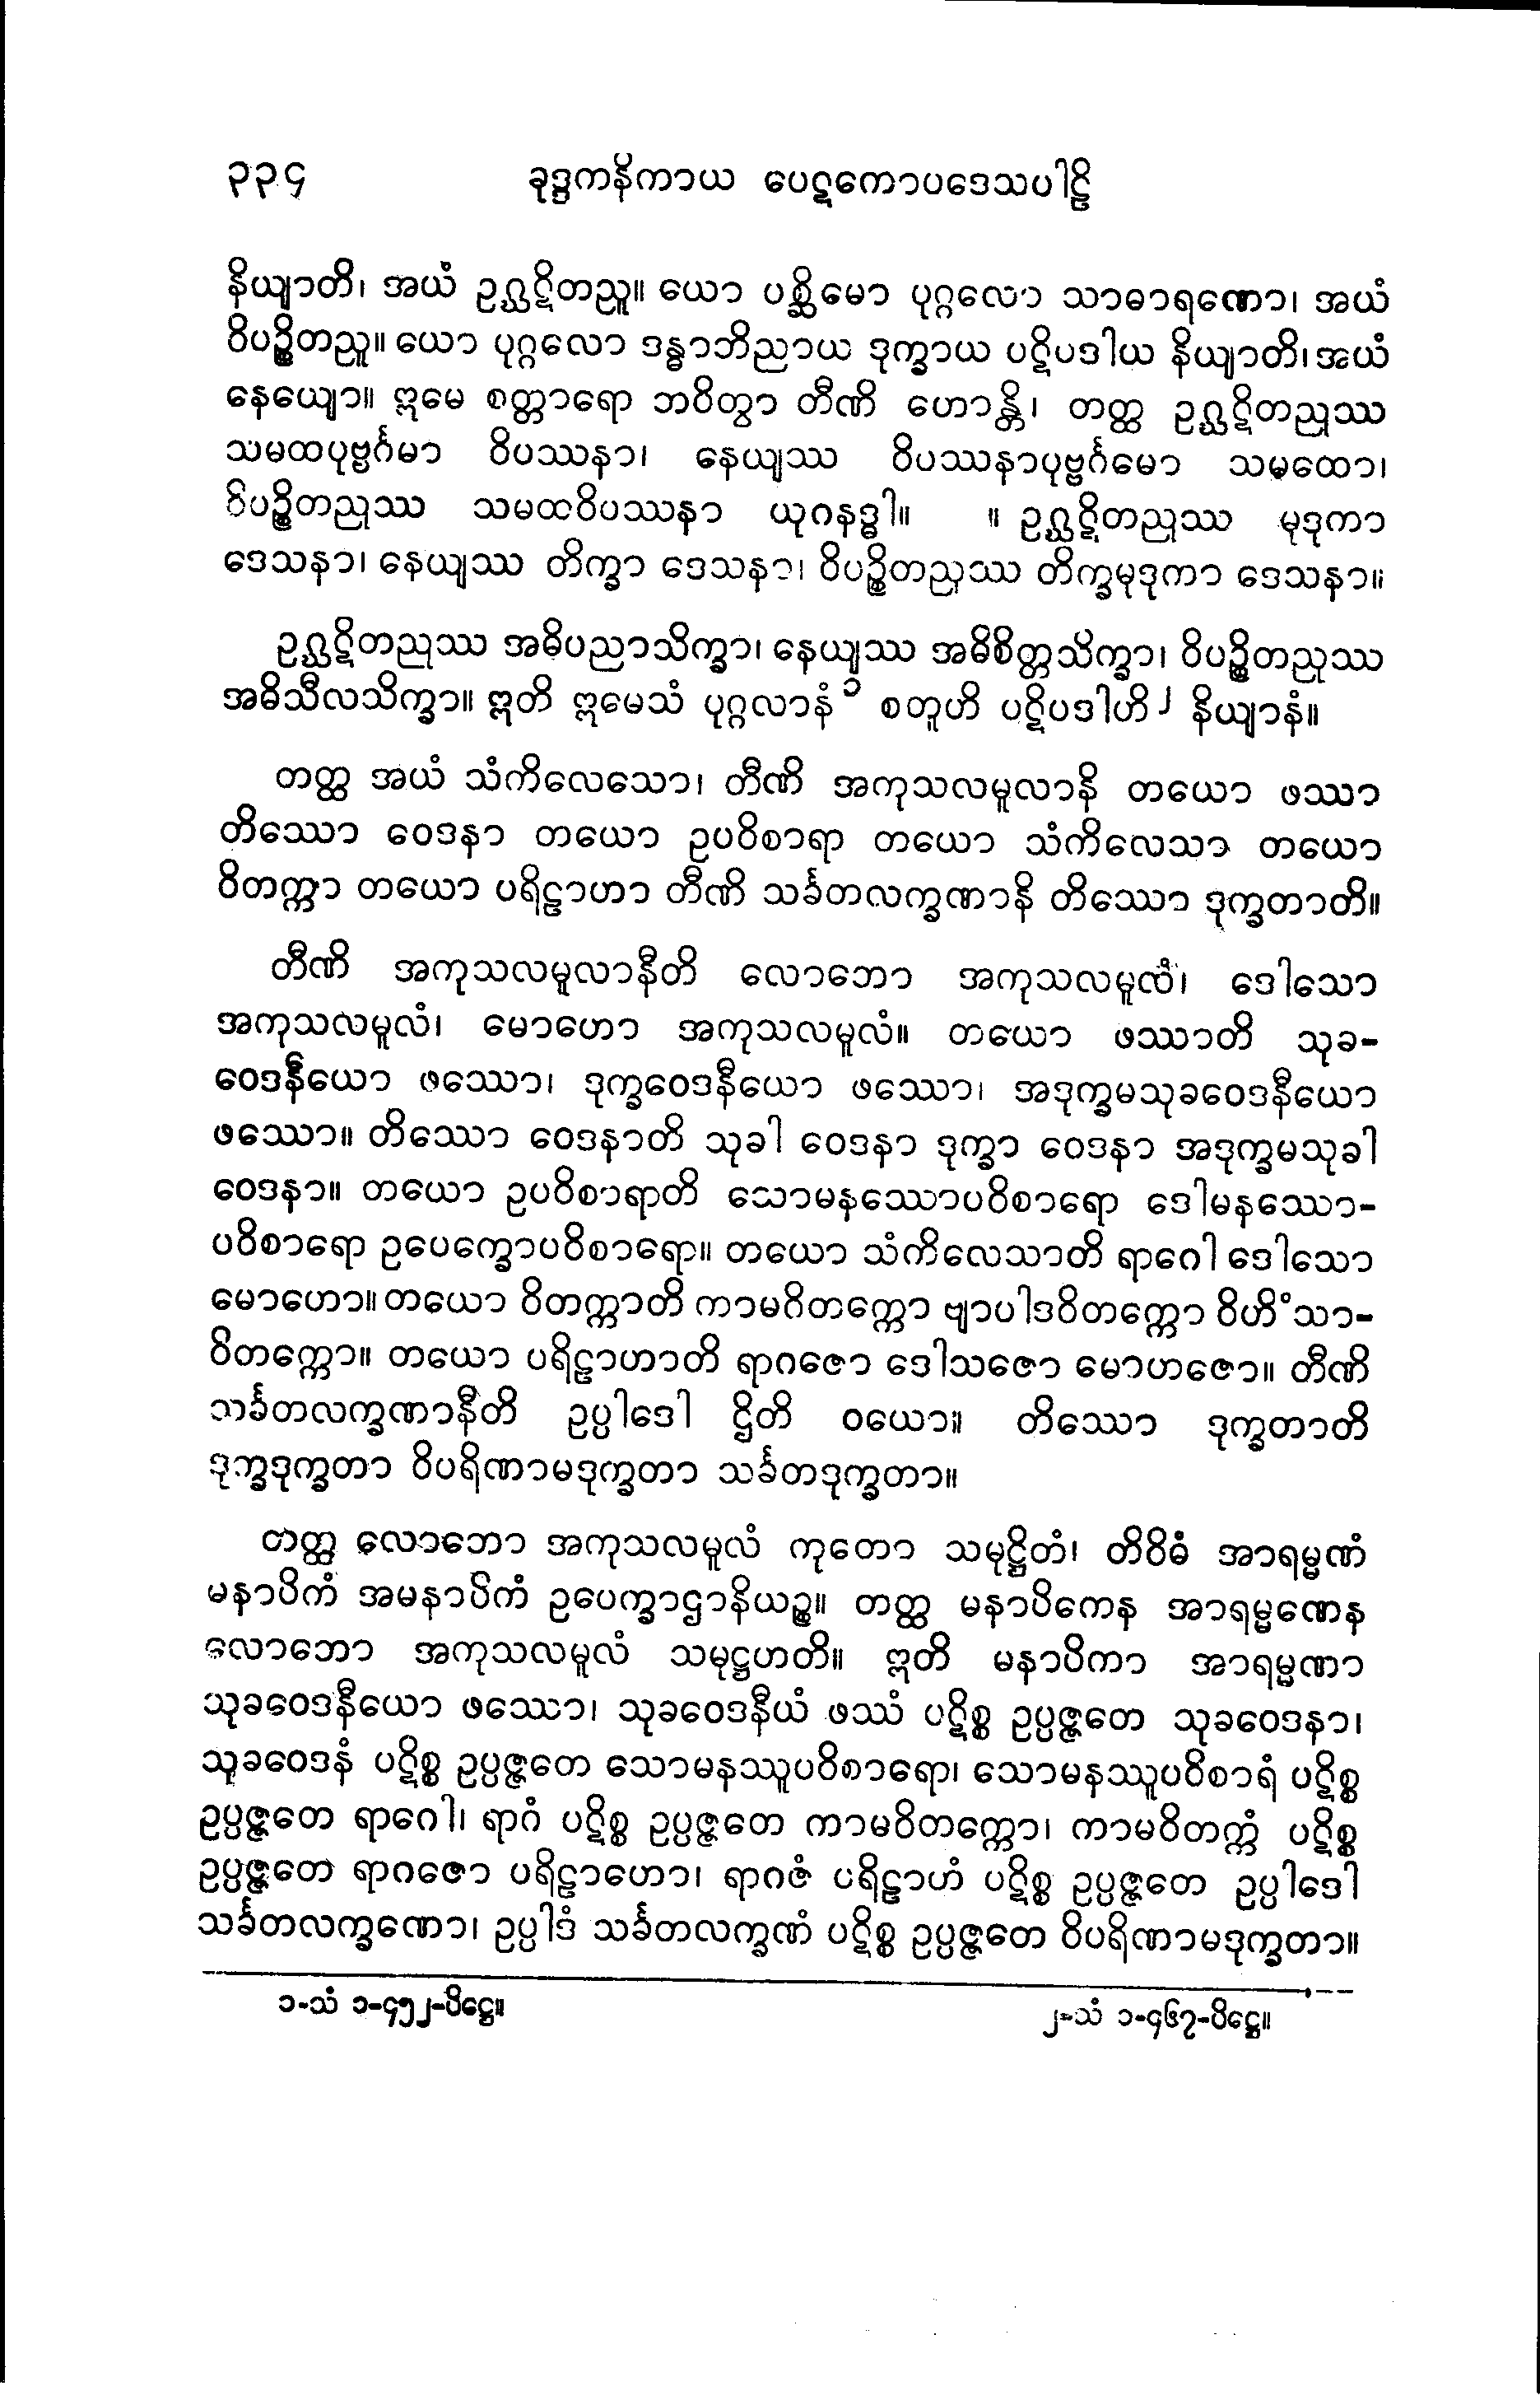 ၃၃၄ ခုဒ္ဒကနိကာယ ပေဋကောပဒေသပါဠိ
နိယျာတိ၊ အယံ ဥဂ္ဃဋိတညူ။ ယော ပစ္ဆိမော ပုဂ္ဂလော သာဓာရဏော၊ အယံ
ဝိပဉ္စိတညူ။ ယော ပုဂ္ဂလော ဒန္ဓာဘိညာယ ဒုက္ခာယ ပဋိပဒါယ နိယျာတိ၊ အယံ
နေယျော။ ဣမေ စတ္တာရော ဘဝိတွာ တီဏိ ဟောန္တိ၊ တတ္ထ ဥဂ္ဃဋိတညုဿ
သမထပုဗ္ဗင်္ဂမာ ဝိပဿနာ၊ နေယျဿ ဝိပဿနာပုဗ္ဗင်္ဂမော သမထော၊
ဝိပဉ္စိတညုဿ သမထဝိပဿနာ ယုဂနဒ္ဓါ။ ။ ဥဂ္ဃဋိတညုဿ မုဒုကာ
ဒေသနာ၊ နေယျဿ တိက္ခာ ဒေသနာ၊ ဝိပဉ္စိတညုဿ တိက္ခမုဒုကာ ဒေသနာ။
ဥဂ္ဃဋိတညုဿ အဓိပညာသိက္ခာ၊ နေယျဿ အဓိစိတ္တသိက္ခာ၊ ဝိပဉ္စိတညုဿ
အဓိသီလသိက္ခာ။ ဣတိ ဣမေသံ ပုဂ္ဂလာနံ ၁ စတူဟိ ပဋိပဒါဟိ ၂ နိယျာနံ။
တတ္ထ အယံ သံကိလေသော၊ တီဏိ အကုသလမူလာနိ တယော ဖဿာ
တိဿော ဝေဒနာ တယော ဥပဝိစာရာ တယော သံကိလေသာ တယော
ဝိတက္ကာ တယော ပရိဠာဟာ တီဏိ သင်္ခတလက္ခဏာနိ တိဿော ဒုက္ခတာတိ။
တီဏိ အကုသလမူလာနီတိ လောဘော အကုသလမူလံ၊ ဒေါသော
အကုသလမူလံ၊ မောဟော အကုသလမူလံ။ တယော ဖဿာတိ သုခ-
ဝေဒနီယော ဖဿော၊ ဒုက္ခဝေဒနီယော ဖဿော၊ အဒုက္ခမသုခဝေဒနီယော
ဖဿော။ တိဿော ဝေဒနာတိ သုခါ ဝေဒနာ ဒုက္ခာ ဝေဒနာ အဒုက္ခမသုခါ
ဝေဒနာ။ တယော ဥပဝိစာရာတိ သောမနဿောပဝိစာရော ဒေါမနဿော-
ပဝိစာရော ဥပေက္ခောပဝိစာရော။ တယော သံကိလေသာတိ ရာဂေါ ဒေါသော
မောဟော။ တယော ဝိတက္ကာတိ ကာမဝိတက္ကော ဗျာပါဒဝိတက္ကော ဝိဟိံသာ-
ဝိတက္ကော။ တယော ပရိဠာဟာတိ ရာဂဇော ဒေါသဇော မောဟဇော။ တီဏိ
သင်္ခတလက္ခဏာနီတိ ဥပ္ပါဒေါ ဌိတိ ဝယော။ တိဿော ဒုက္ခတာတိ
ဒုက္ခဒုက္ခတာ ဝိပရိဏာမဒုက္ခတာ သင်္ခတဒုက္ခတာ။
တတ္ထ လောဘော အကုသလမူလံ ကုတော သမုဋ္ဌိတံ၊ တိဝိဓံ အာရမ္မဏံ
မနာပိကံ အမနာပိကံ ဥပေက္ခာဌာနိယဉ္စ။ တတ္ထ မနာပိကေန အာရမ္မဏေန
လောဘော အကုသလမူလံ သမုဋ္ဌဟတိ။ ဣတိ မနာပိကာ အာရမ္မဏာ
သုခဝေဒနီယော ဖဿော၊ သုခဝေဒနီယံ ဖဿံ ပဋိစ္စ ဥပ္ပဇ္ဇတေ သုခဝေဒနာ၊
သုခဝေဒနံ ပဋိစ္စ ဥပ္ပဇ္ဇတေ သောမနဿူပဝိစာရော၊ သောမနဿူပဝိစာရံ ပဋိစ္စ
ဥပ္ပဇ္ဇတေ ရာဂေါ၊ ရာဂံ ပဋိစ္စ ဥပ္ပဇ္ဇတေ ကာမဝိတက္ကော၊ ကာမဝိတက္ကံ ပဋိစ္စ
ဥပ္ပဇ္ဇတေ ရာဂဇော ပရိဠာဟော၊ ရာဂဇံ ပရိဠာဟံ ပဋိစ္စ ဥပ္ပဇ္ဇတေ ဥပ္ပါဒေါ
သင်္ခတလက္ခဏော၊ ဥပ္ပါဒံ သင်္ခတလက္ခဏံ ပဋိစ္စ ဥပ္ပဇ္ဇတေ ဝိပရိဏာမဒုက္ခတာ။
၁-သံ ၁-၄၅၂-ပိဋ္ဌေ။ ၂-သံ ၁-၄၆၇-ပိဋ္ဌေ။